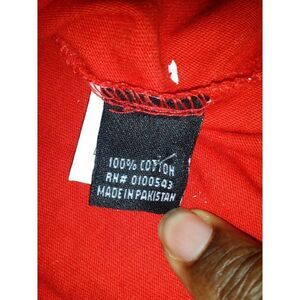 100% COTTON
RN# 0100543
MADE IN PAKISTAN